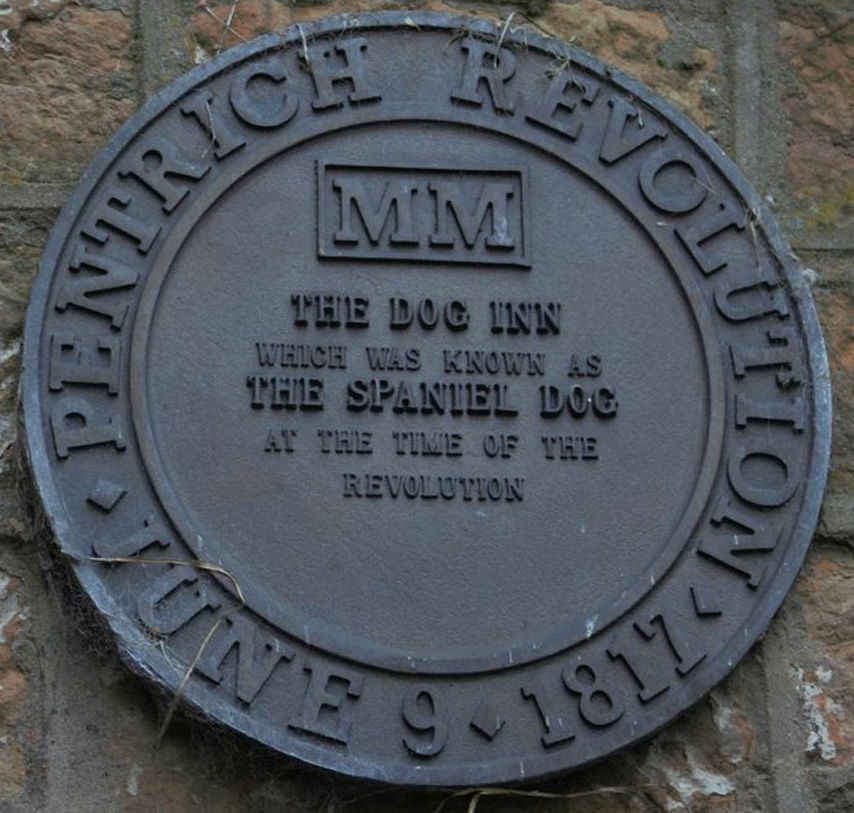 PENTRICH REVOLUTION
MM
THE DOG INN
WHICH WAS KNOWN AS
THE SPANIEL DOG
AT THE TIME OF THE
REVOLUTION
JUNE 9 1817